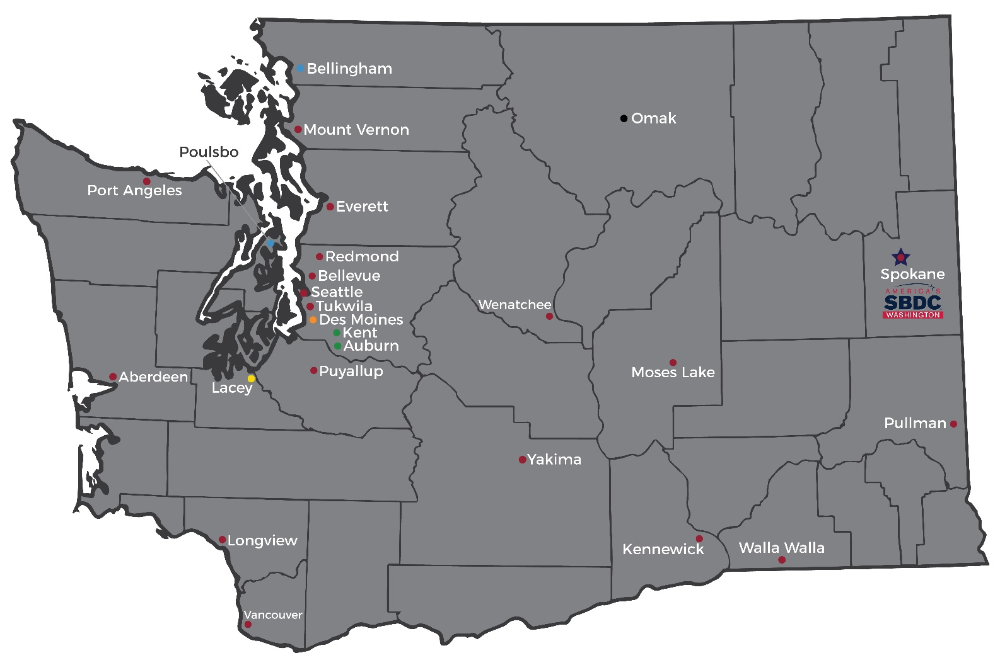 Bellingham
Omak
Mount Vernon
Poulsbo
Port Angeles
Everett
Redmond
Bellevue
Spokane
AMERICA'S
SBDC
WASHINGTON
Seattle
Wenatchee
Tukwila
Des Moines
Kent
Auburn
Puyallup
Moses Lake
Aberdeen
Lacey
Pullman
Yakima
Longview
Kennewick
Walla Walla
Vancouver